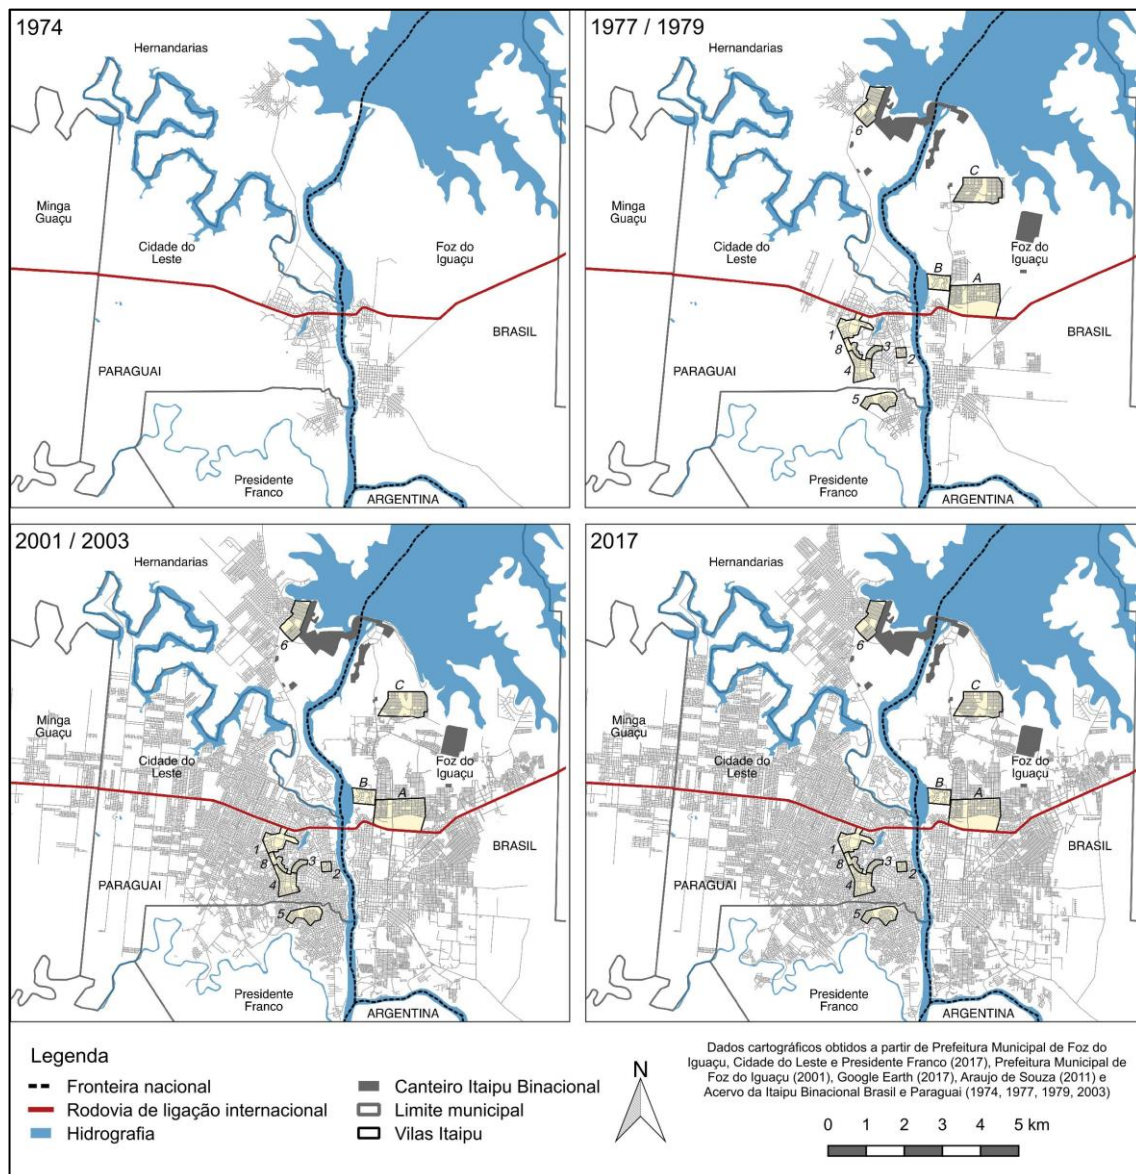 1974
Hernandarias
Minga
Guaçu
Cidade do
Leste
Foz do
Iguaçu
BRASIL
PARAGUAI
Presidente
Franco
ARGENTINA
1977 / 1979
Hernandarias
6
C
Minga
Guaçu
Cidade do
Leste
Foz do
Iguaçu
B
A
1
3
8
2
4
5
BRASIL
PARAGUAI
Presidente
Franco
ARGENTINA
2001 / 2003
Hernandarias
6
C
Minga
Guaçu
Cidade do
Leste
Foz do
Iguaçu
B
A
1
3
8
2
4
5
BRASIL
PARAGUAI
Presidente
Franco
ARGENTINA
2017
Hernandarias
6
C
Minga
Guaçu
Cidade do
Leste
Foz do
Iguaçu
B
A
1
3
8
2
4
5
BRASIL
PARAGUAI
Presidente
Franco
ARGENTINA
Legenda
Fronteira nacional
Rodovia de ligação internacional
Hidrografia
Canteiro Itaipu Binacional
Limite municipal
Vilas Itaipu
N
Dados cartográficos obtidos a partir de Prefeitura Municipal de Foz do
Iguaçu, Cidade do Leste e Presidente Franco (2017), Prefeitura Municipal de
Foz do Iguaçu (2001), Google Earth (2017), Araujo de Souza (2011) e
Acervo da Itaipu Binacional Brasil e Paraguai (1974, 1977, 1979, 2003)
0 1 2 3 4 5 km